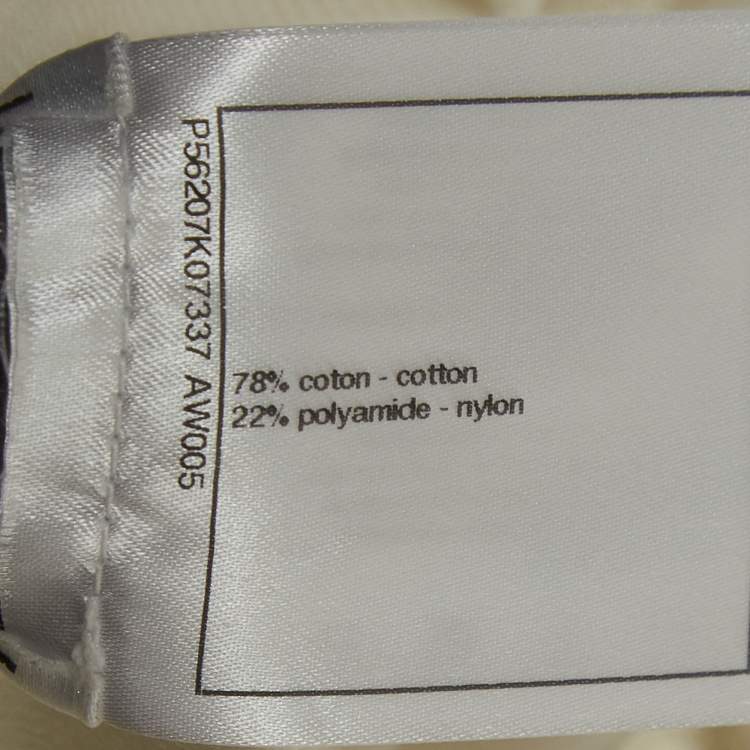 P56207K07337 AW005
78% coton - cotton
22% polyamide - nylon